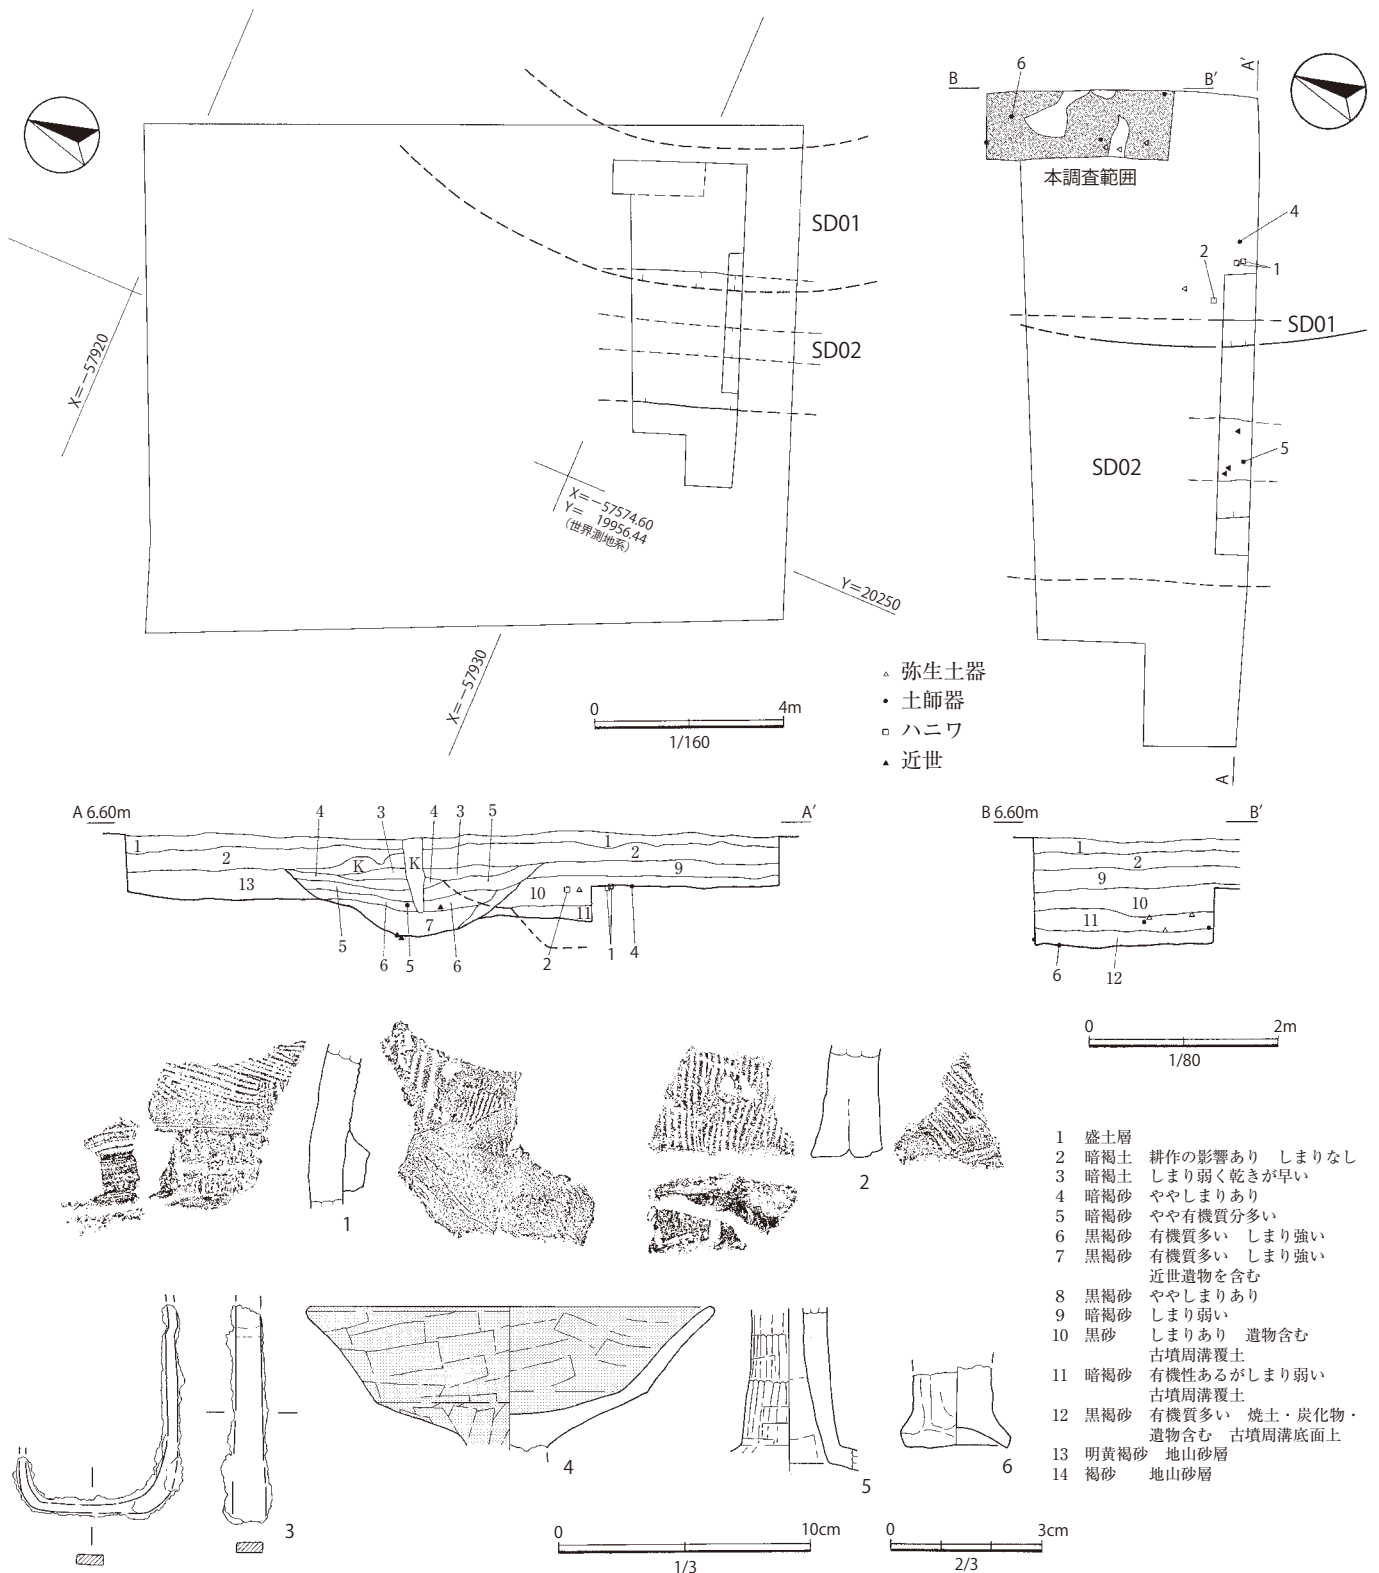 SD01
SD02
X=-57920
X=-57574.60
Y= 19956.44
(世界測地系)
Y=20250
X=-57930
0 4m
1/160
B 6 B′ A′
本調査範囲
4
2
1
SD01
5
SD02
A
弥生土器
土師器
ハニワ
近世
A 6.60m 4 3 4 3 5 A′
1 2 K K 1 2 9
13 10 11
5 6 5 7 6 2 1 4
B 6.60m B′
1
2
9
10
11
6 12
0 2m
1/80
1
2
3
4
5
6
1 盛土層
2 暗褐土 耕作の影響あり しまりなし
3 暗褐土 しまり弱く乾きが早い
4 暗褐砂 ややしまりあり
5 暗褐砂 やや有機質分多い
6 黒褐砂 有機質多い しまり強い
7 黒褐砂 有機質多い しまり強い
近世遺物を含む
8 黒褐砂 ややしまりあり
9 暗褐砂 しまり弱い
10 黒砂 しまりあり 遺物含む
古墳周溝覆土
11 暗褐砂 有機性あるがしまり弱い
古墳周溝覆土
12 黒褐砂 有機質多い 焼土・炭化物・
遺物含む 古墳周溝底面上
13 明黄褐砂 地山砂層
14 褐砂 地山砂層
0 10cm
1/3
0 3cm
2/3